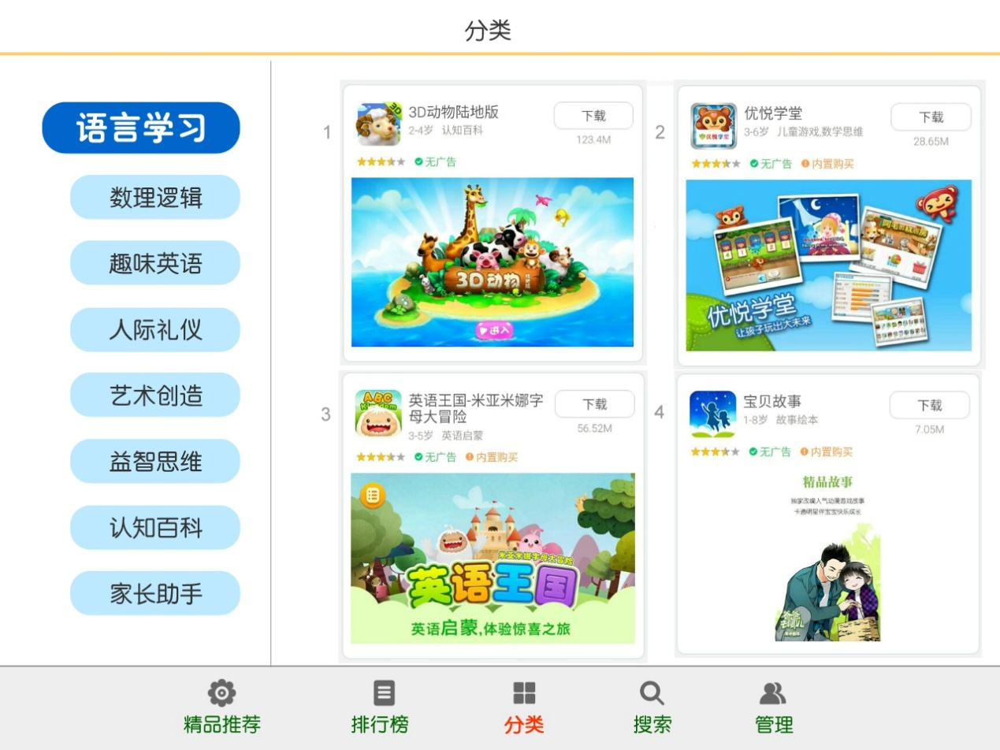 分类
语言学习
数理逻辑
趣味英语
人际礼仪
艺术创造
益智思维
认知百科
家长助手
1
3D
3D动物陆地版
2-4岁 认知百科
下载
123.4M
无广告
3D动物
进入
2
优悦学堂
优悦学堂
3-6岁 儿童游戏,数学思维
下载
28.65M
无广告 内置购买
优悦学堂
让孩子玩出大未来
3
ABC
Kingdom
英语王国-米亚米娜字
母大冒险
3-5岁 英语启蒙
下载
56.52M
无广告 内置购买
米亚米娜字母大冒险
英语王国
英语启蒙,体验惊喜之旅
4
宝贝故事
1-8岁 故事绘本
下载
7.05M
无广告 内置购买
精品故事
独家改编人气动漫游戏故事
卡通明星伴宝宝快乐成长
爸爸
去哪儿
精品推荐
排行榜
分类
搜索
管理